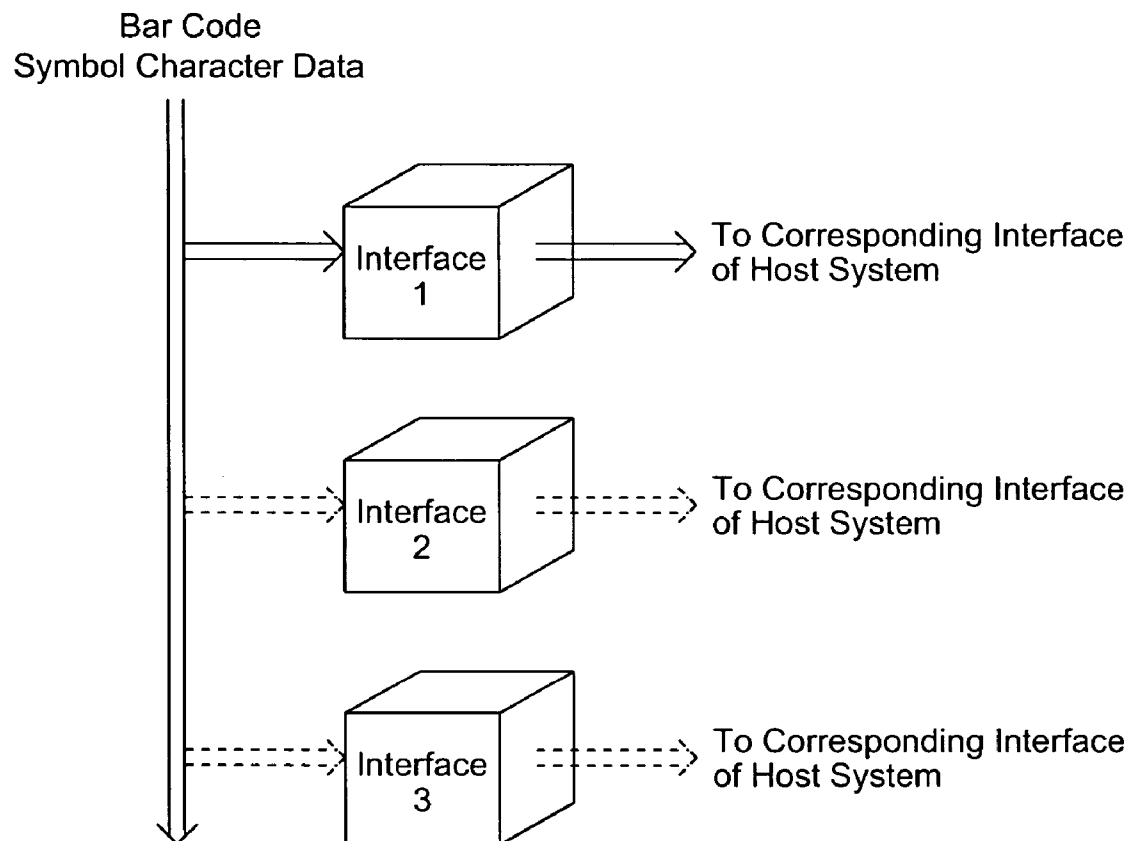 Bar Code
Symbol Character Data
Interface
1
To Corresponding Interface
of Host System
Interface
2
To Corresponding Interface
of Host System
Interface
3
To Corresponding Interface
of Host System